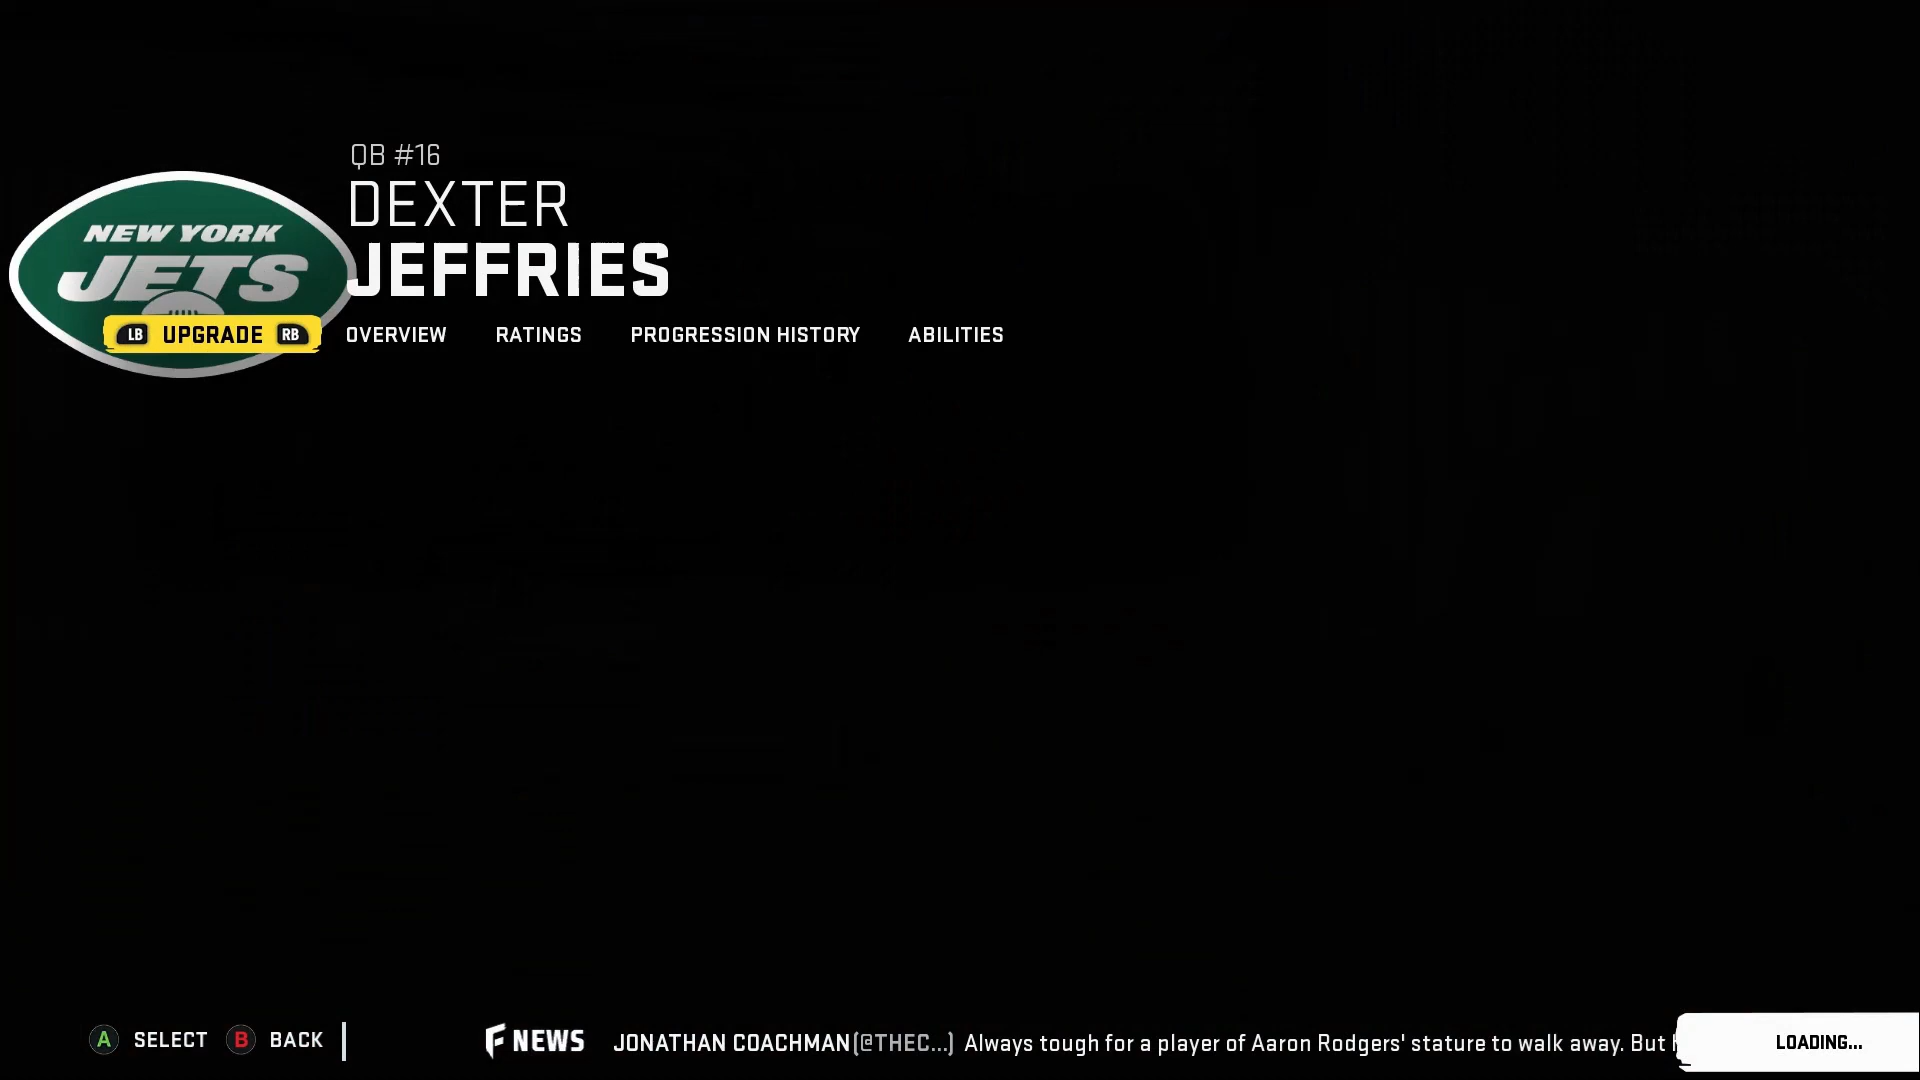 QB #16
DEXTER
JEFFRIES
NEW YORK
JETS
LB UPGRADE RB OVERVIEW RATINGS PROGRESSION HISTORY ABILITIES
A SELECT B BACK
F NEWS JONATHAN COACHMAN(@THEC...) Always tough for a player of Aaron Rodgers' stature to walk away. But
LOADING...